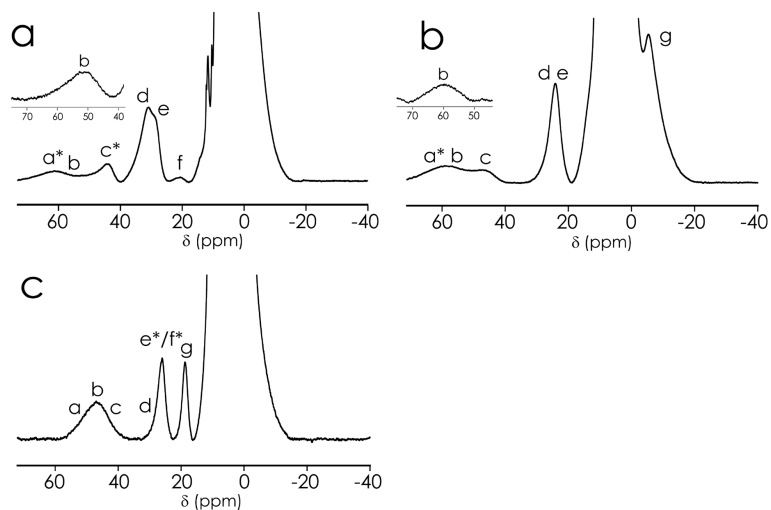 a
b
70 60 50 40
d
e
a* b c* f
60 40 20 0 -20 -40
δ (ppm)
b
g
b
70 60 50
d e
a* b c
60 40 20 0 -20 -40
δ (ppm)
c
e*/f*
g
b
a c d
60 40 20 0 -20 -40
δ (ppm)